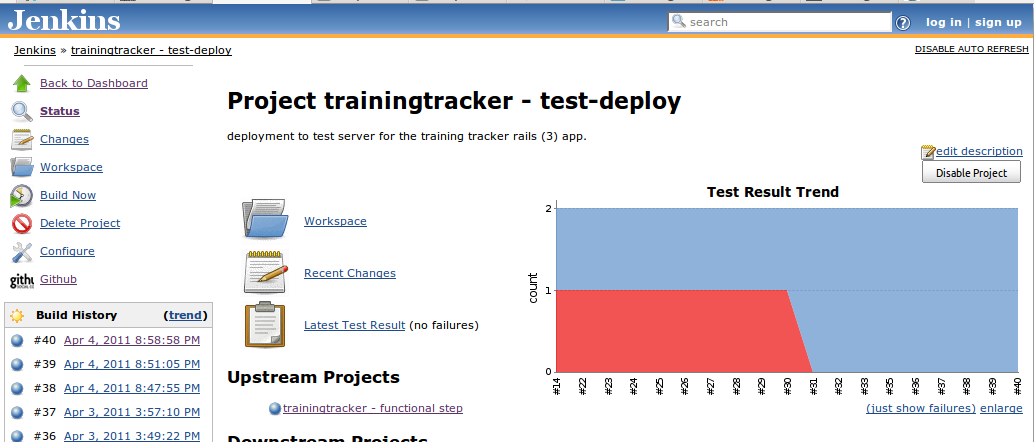 Jenkins
search
log in | sign up
Jenkins » trainingtracker - test-deploy
DISABLE AUTO REFRESH
Back to Dashboard
Status
Changes
Workspace
Build Now
Delete Project
Configure
Github
Build History (trend)
#40 Apr 4, 2011 8:58:58 PM
#39 Apr 4, 2011 8:51:05 PM
#38 Apr 4, 2011 8:47:55 PM
#37 Apr 3, 2011 3:57:10 PM
#36 Apr 3, 2011 3:49:22 PM
Project trainingtracker - test-deploy
deployment to test server for the training tracker rails (3) app.
edit description
Disable Project
Workspace
Recent Changes
Latest Test Result (no failures)
Upstream Projects
trainingtracker - functional step
Downstream Projects
Test Result Trend
count
2
1
0
#14 #22 #23 #24 #25 #26 #27 #28 #29 #30 #31 #32 #33 #35 #36 #37 #38 #39 #40
(just show failures) enlarge